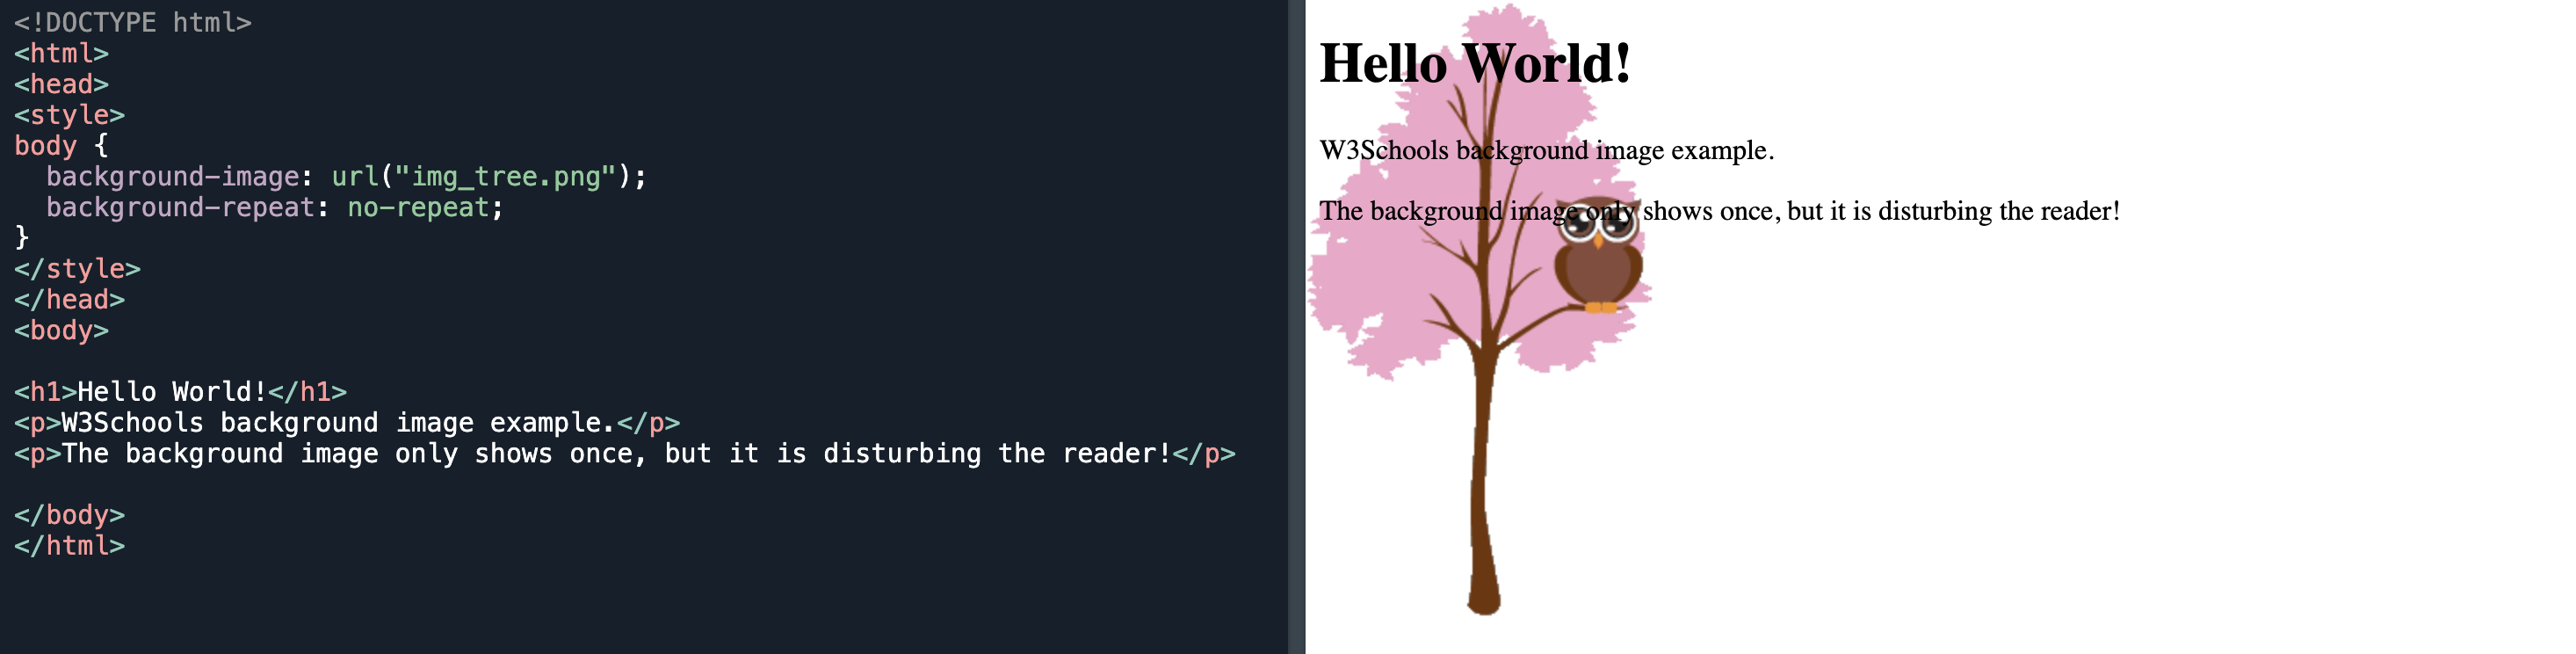 <!DOCTYPE html>
<html>
<head>
<style>
body {
  background-image: url("img_tree.png");
  background-repeat: no-repeat;
}
</style>
</head>
<body>

<h1>Hello World!</h1>
<p>W3Schools background image example.</p>
<p>The background image only shows once, but it is disturbing the reader!</p>

</body>
</html>
Hello World!
W3Schools background image example.
The background image only shows once, but it is disturbing the reader!